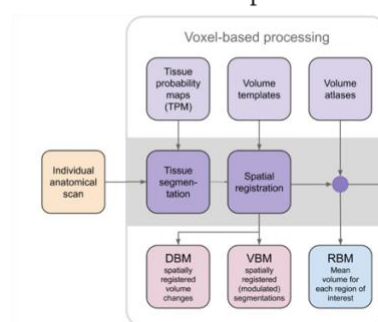 Voxel-based processing
Tissue
probability
maps
(TPM)
Volume
templates
Volume
atlases
Individual
anatomical
scan
Tissue
segmen-
tation
Spatial
registration
DBM
spatially
registered
volume
changes
VBM
spatially
registered
(modulated)
segmentations
RBM
Mean
volume for
each region of
interest